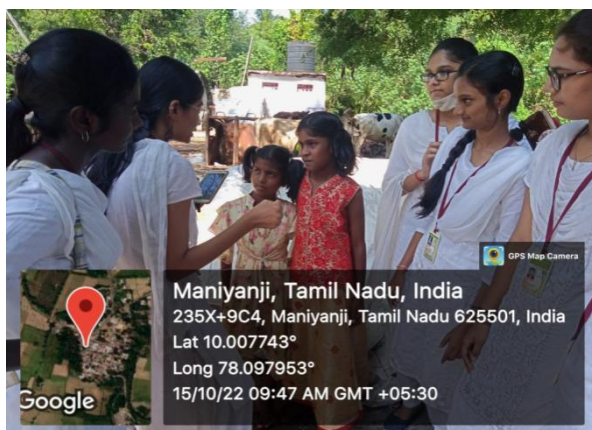 GPS Map Camera
Maniyanji, Tamil Nadu, India
235X+9C4, Maniyanji, Tamil Nadu 625501, India
Lat 10.007743°
Long 78.097953°
15/10/22 09:47 AM GMT +05:30
Google